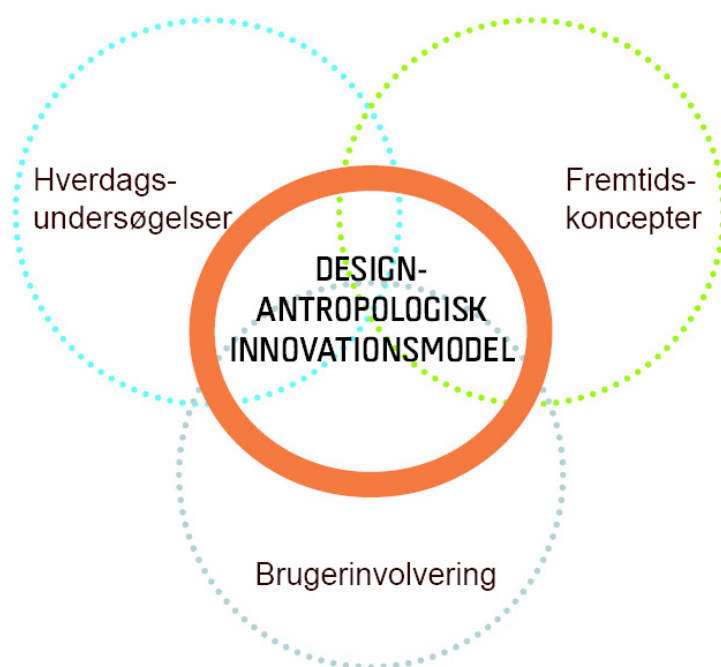 Hverdags-
undersøgelser
Fremtids-
koncepter
DESIGN-
ANTROPOLOGISK
INNOVATIONSMODEL
Brugerinvolvering